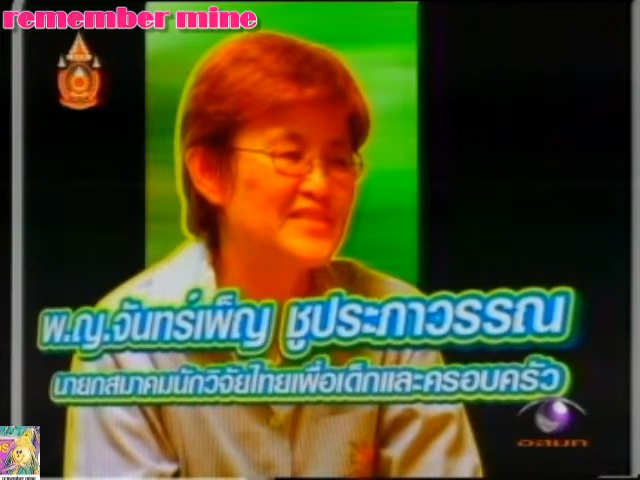 remember mine
พ.ญ.จันทร์เพ็ญ ชูประภาวรรณ
นายกสมาคมนักวิจัยไทยเพื่อเด็กและครอบครัว
อสมท
remember mine